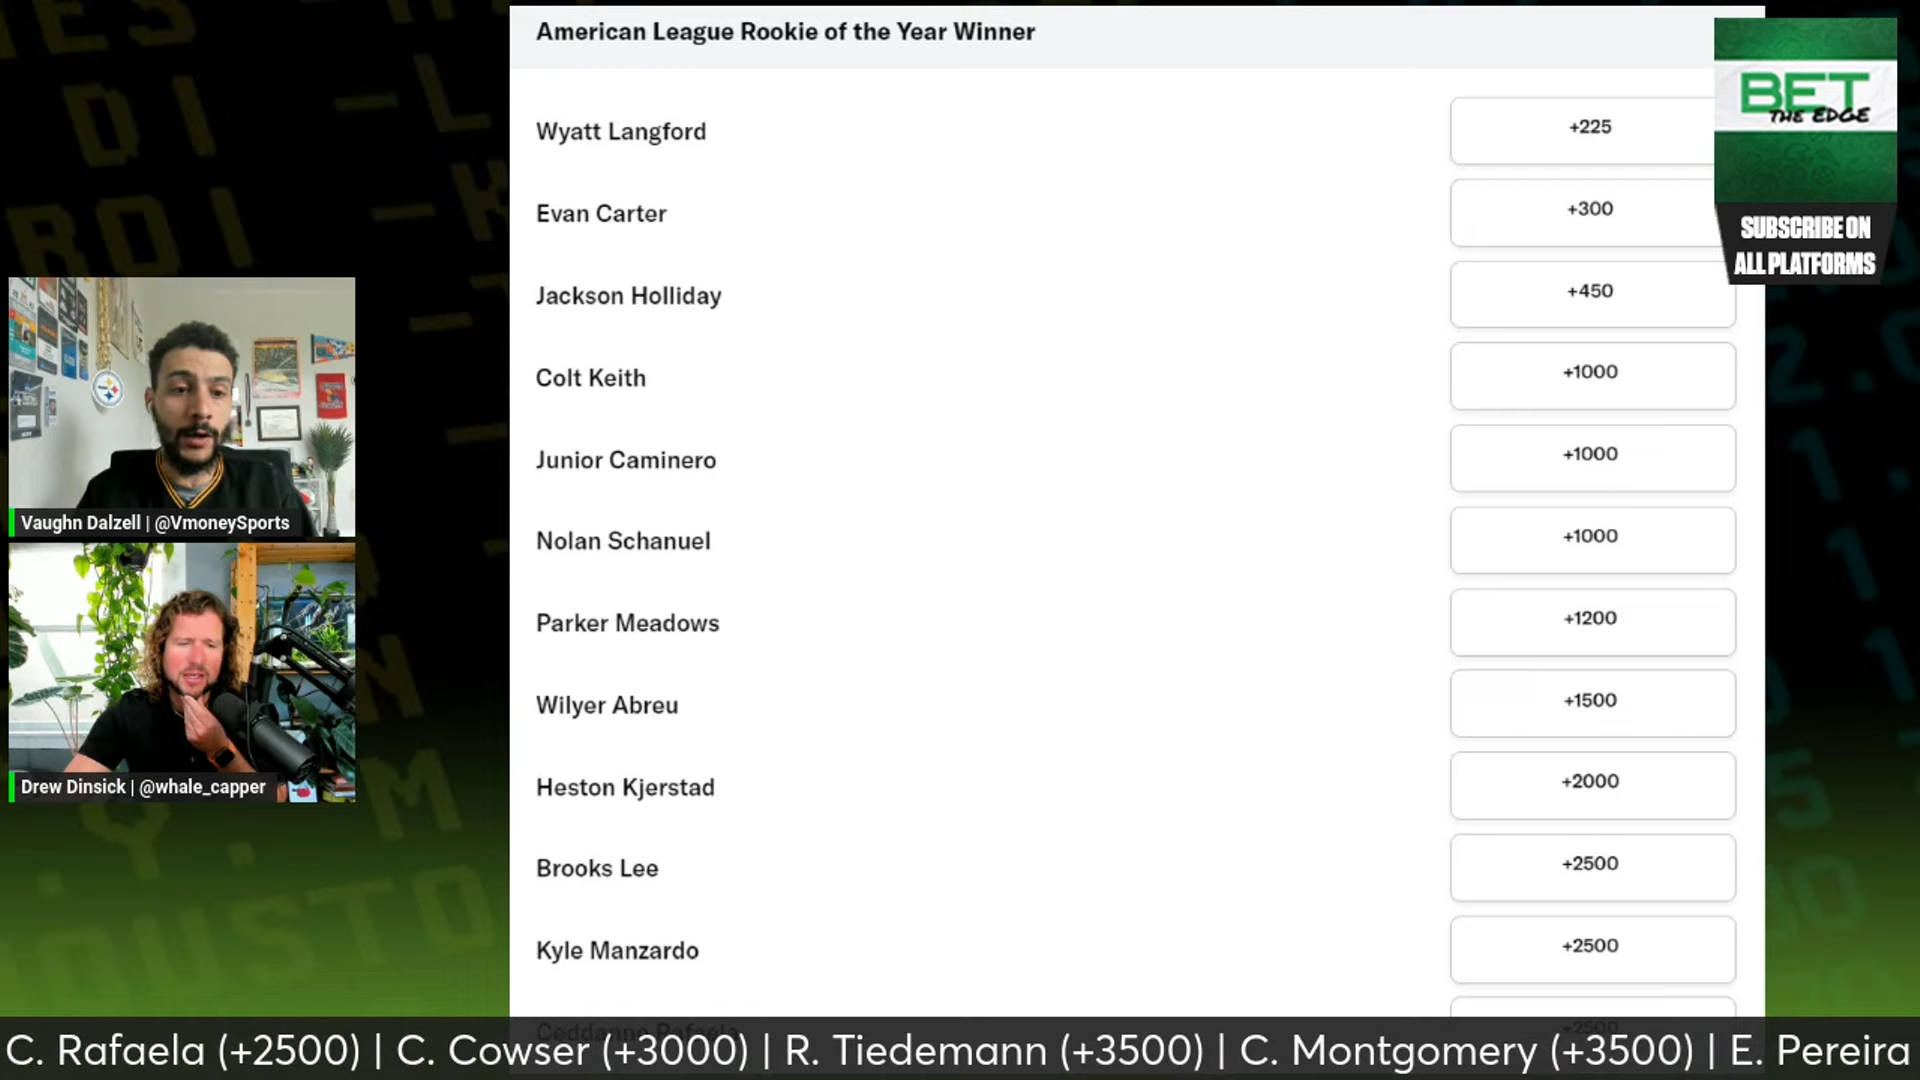 American League Rookie of the Year Winner
Wyatt Langford +225
Evan Carter +300
Jackson Holliday +450
Colt Keith +1000
Junior Caminero +1000
Nolan Schanuel +1000
Parker Meadows +1200
Wilyer Abreu +1500
Heston Kjerstad +2000
Brooks Lee +2500
Kyle Manzardo +2500
Ceddanne Rafaela +2500
BET
THE EDGE
SUBSCRIBE ON
ALL PLATFORMS
Vaughn Dalzell | @VmoneySports
Drew Dinsick | @whale_capper
C. Rafaela (+2500) | C. Cowser (+3000) | R. Tiedemann (+3500) | C. Montgomery (+3500) | E. Pereira